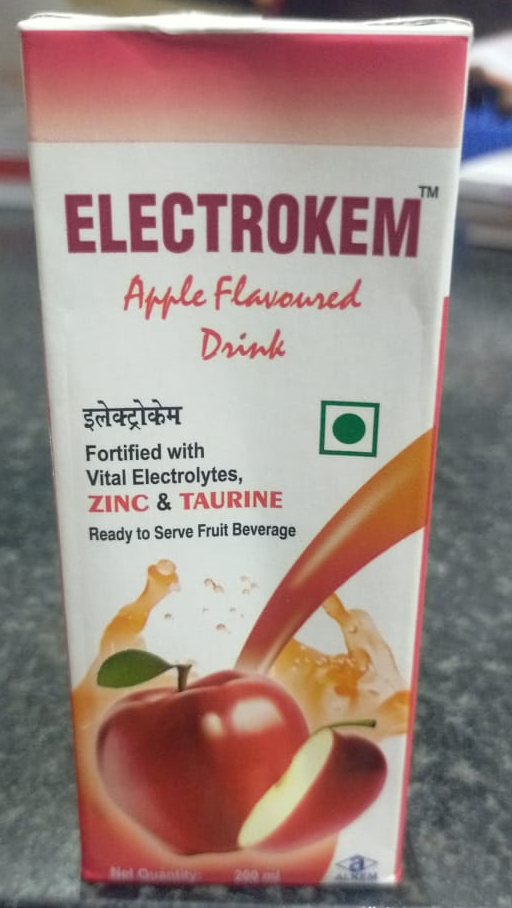 ELECTROKEM™
Apple Flavoured
Drink
इलेक्ट्रोकेम
Fortified with
Vital Electrolytes,
ZINC & TAURINE
Ready to Serve Fruit Beverage
Net Quantity: 200 ml
a
ALKEM